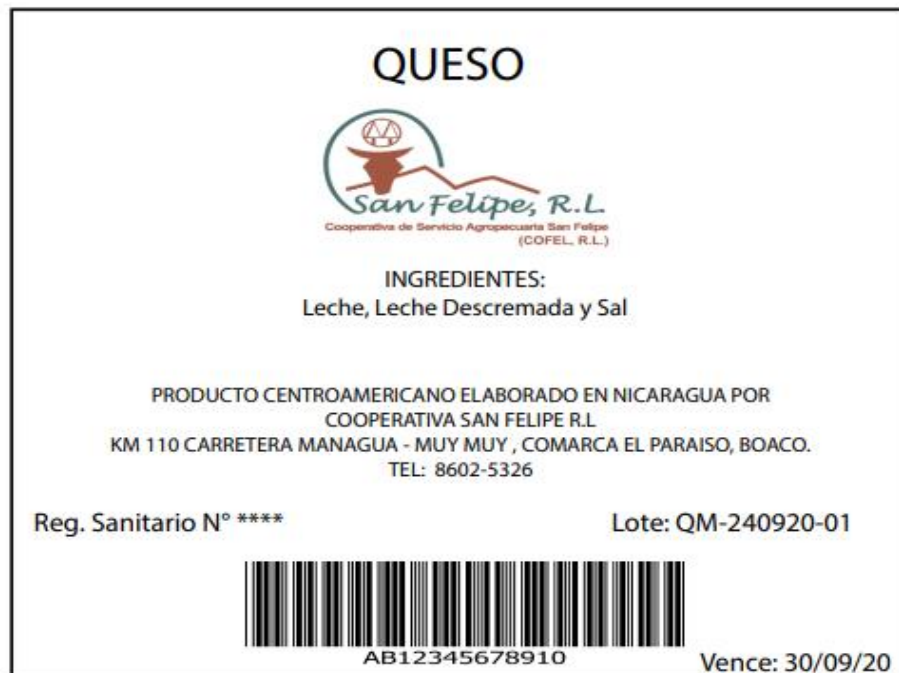 QUESO
San Felipe, R.L.
Cooperativa de Servicio Agropecuaria San Felipe
(COFEL, R.L.)
INGREDIENTES:
Leche, Leche Descremada y Sal
PRODUCTO CENTROAMERICANO ELABORADO EN NICARAGUA POR
COOPERATIVA SAN FELIPE R.L
KM 110 CARRETERA MANAGUA - MUY MUY , COMARCA EL PARAISO, BOACO.
TEL: 8602-5326
Reg. Sanitario N° ****
Lote: QM-240920-01
AB12345678910
Vence: 30/09/20